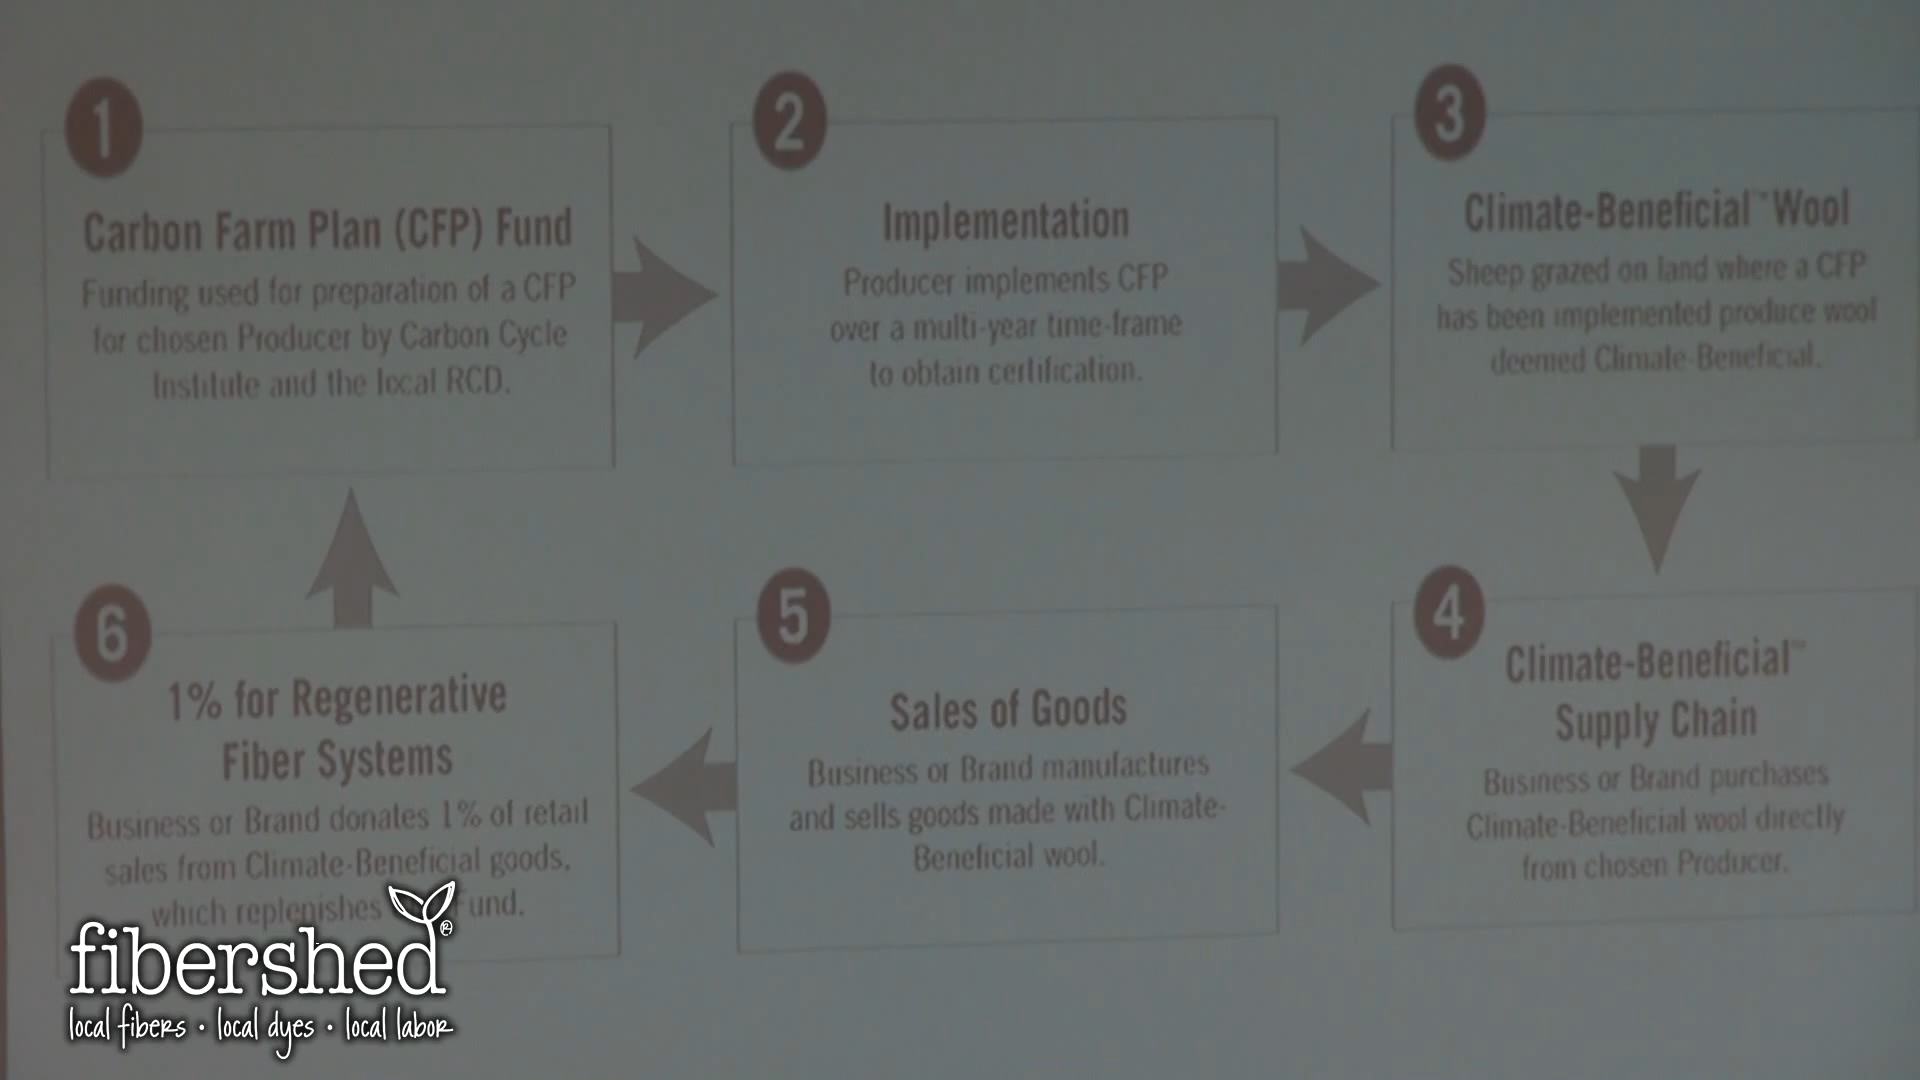 1
Carbon Farm Plan (CFP) Fund
Funding used for preparation of a CFP
for chosen Producer by Carbon Cycle
Institute and the local RCD.
2
Implementation
Producer implements CFP
over a multi-year time-frame
to obtain certification.
3
Climate-Beneficial™ Wool
Sheep grazed on land where a CFP
has been implemented produce wool
deemed Climate-Beneficial.
4
Climate-Beneficial™
Supply Chain
Business or Brand purchases
Climate-Beneficial wool directly
from chosen Producer.
5
Sales of Goods
Business or Brand manufactures
and sells goods made with Climate-
Beneficial wool.
6
1% for Regenerative
Fiber Systems
Business or Brand donates 1% of retail
sales from Climate-Beneficial goods,
which replenishes Fund.
fibershed®
local fibers • local dyes • local labor